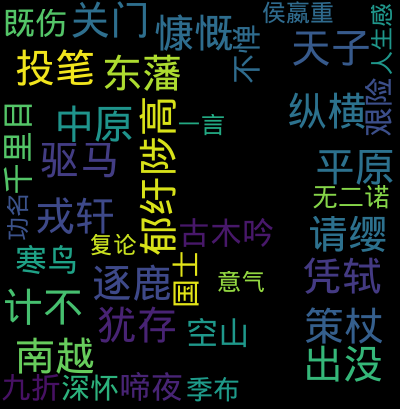 既伤
关门
慷慨
侯嬴重
人生感
不惮
天子
投笔
东藩
艰险
纵横
中原
郁纡陟高
一言
千里目
驱马
平原
无二诺
功名
戎轩
古木吟
请缨
寒鸟
复论
国士
逐鹿
意气
凭轼
计不
犹存
空山
策杖
南越
出没
九折
深怀
啼夜
季布